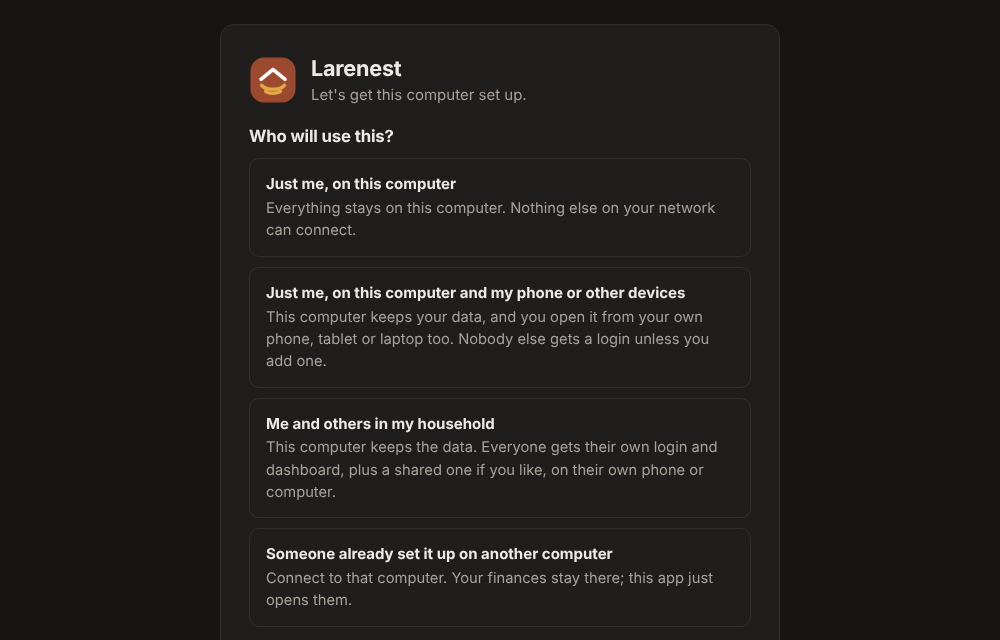 Larenest
Let's get this computer set up.
Who will use this?
Just me, on this computer
Everything stays on this computer. Nothing else on your network
can connect.
Just me, on this computer and my phone or other devices
This computer keeps your data, and you open it from your own
phone, tablet or laptop too. Nobody else gets a login unless you
add one.
Me and others in my household
This computer keeps the data. Everyone gets their own login and
dashboard, plus a shared one if you like, on their own phone or
computer.
Someone already set it up on another computer
Connect to that computer. Your finances stay there; this app just
opens them.